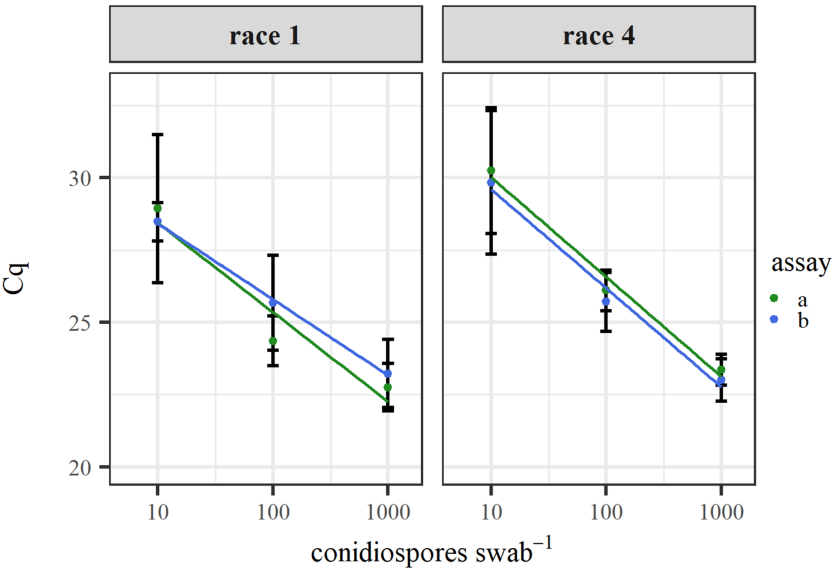 race 1
race 4
Cq
30
25
20
10
100
1000
10
100
1000
conidiospores swab⁻¹
assay
a
b